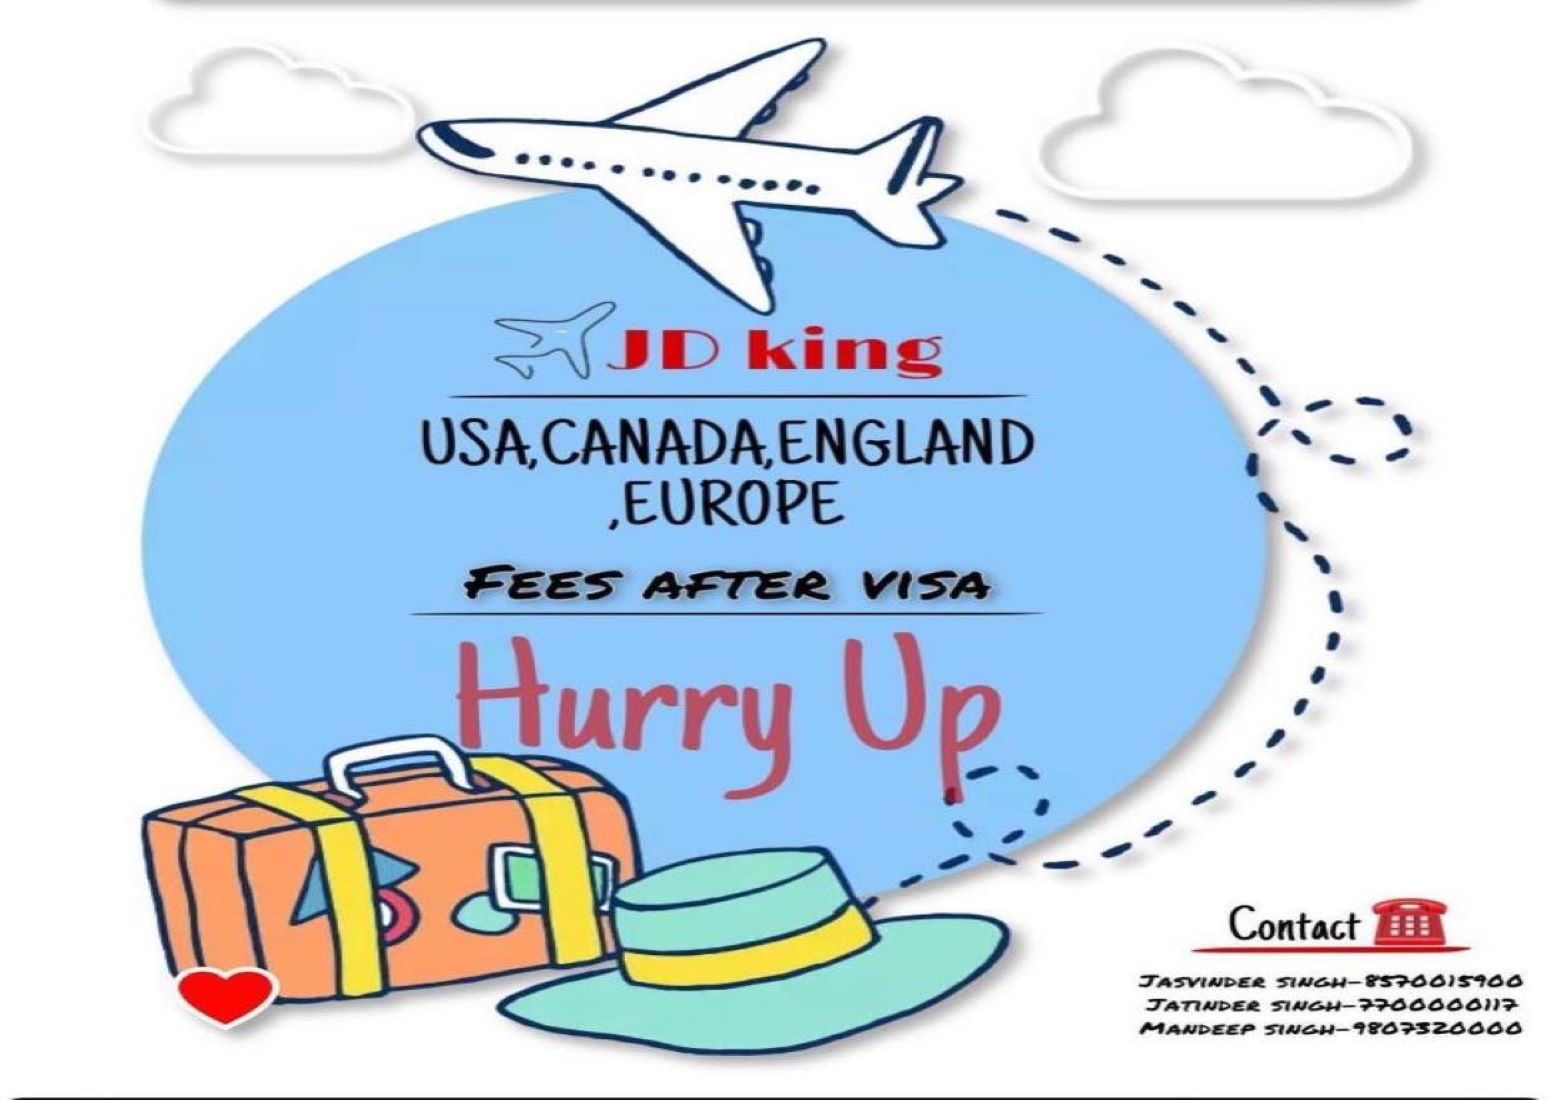 JD king
USA,CANADA,ENGLAND
,EUROPE
FEES AFTER VISA
Hurry Up
Contact
JASVINDER SINGH-8570015900
JATINDER SINGH-7700000117
MANDEEP SINGH-9807320000